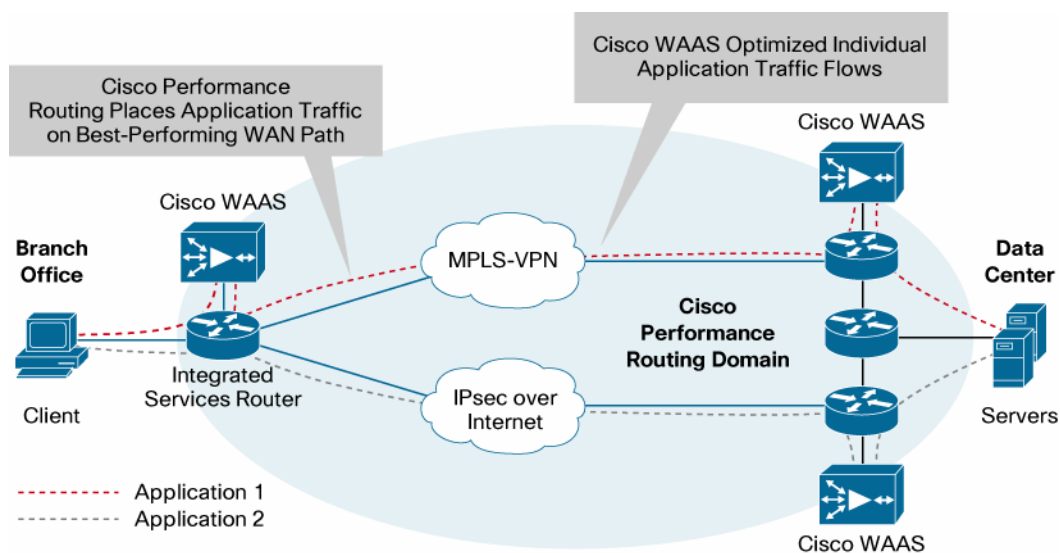 Cisco Performance
Routing Places Application Traffic
on Best-Performing WAN Path
Cisco WAAS Optimized Individual
Application Traffic Flows
Cisco WAAS
Cisco WAAS
Branch
Office
MPLS-VPN
Data
Center
Cisco
Performance
Routing Domain
Integrated
Services Router
Client
IPsec over
Internet
Servers
Application 1
Application 2
Cisco WAAS